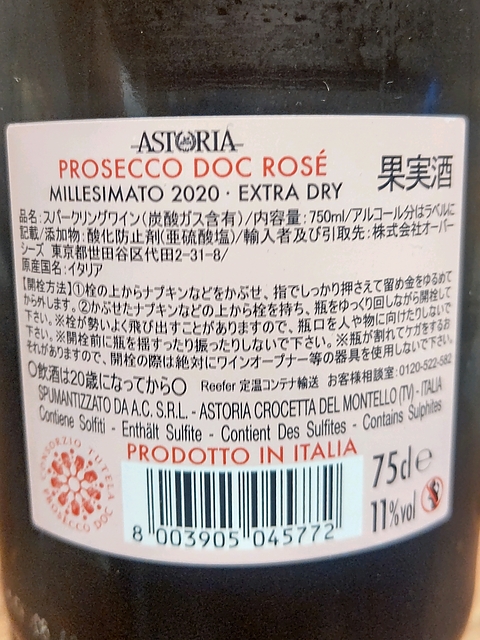 ASTORIA
PROSECCO DOC ROSÉ
果実酒
MILLESIMATO 2020 · EXTRA DRY
品名:スパークリングワイン(炭酸ガス含有)/内容量:750ml/アルコール分はラベルに
記載/添加物:酸化防止剤(亜硫酸塩)/輸入者及び引取先:株式会社オーバー
シーズ 東京都世田谷区代田2-31-8/
原産国名:イタリア
【開栓方法】①栓の上からナプキンなどをかぶせ、指でしっかり押さえて留め金をゆるめて
から外します。②かぶせたナプキンなどの上から栓を持ち、瓶をゆっくり回しながら開栓して
下さい。※栓が勢いよく飛び出すことがありますので、瓶口を人や物に向けたりしないで
下さい。※開栓前に瓶を揺すったり振ったりしないで下さい。※瓶が割れてケガをするお
それがありますので、開栓の際は絶対にワインオープナー等の器具を使用しないで下さい。
〇飲酒は20歳になってから〇 Reefer 定温コンテナ輸送 お客様相談室:0120-522-582
SPUMANTIZZATO DA A.C. S.R.L. - ASTORIA CROCETTA DEL MONTELLO (TV) - ITALIA
Contiene Solfiti - Enthält Sulfite - Contient Des Sulfites - Contains Sulphites
PRODOTTO IN ITALIA
CONSORZIO TUTELA
PROSECCO DOC
75cl e
11%vol
8 003905 045772